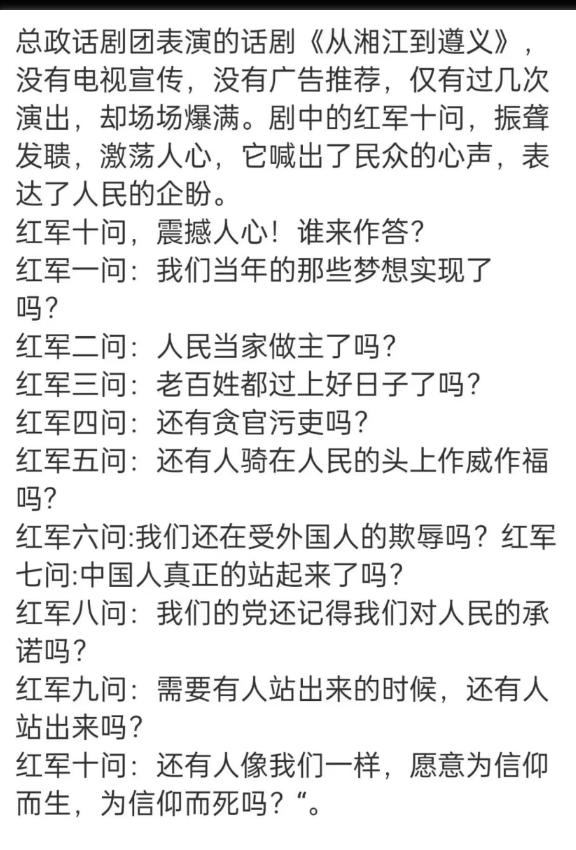 总政话剧团表演的话剧《从湘江到遵义》，
没有电视宣传，没有广告推荐，仅有过几次
演出，却场场爆满。剧中的红军十问，振聋
发聩，激荡人心，它喊出了民众的心声，表
达了人民的企盼。
红军十问，震撼人心！谁来作答？
红军一问：我们当年的那些梦想实现了
吗？
红军二问：人民当家做主了吗？
红军三问：老百姓都过上好日子了吗？
红军四问：还有贪官污吏吗？
红军五问：还有人骑在人民的头上作威作福
吗？
红军六问:我们还在受外国人的欺辱吗？红军
七问:中国人真正的站起来了吗？
红军八问：我们的党还记得我们对人民的承
诺吗？
红军九问：需要有人站出来的时候，还有人
站出来吗？
红军十问：还有人像我们一样，愿意为信仰
而生，为信仰而死吗？“。